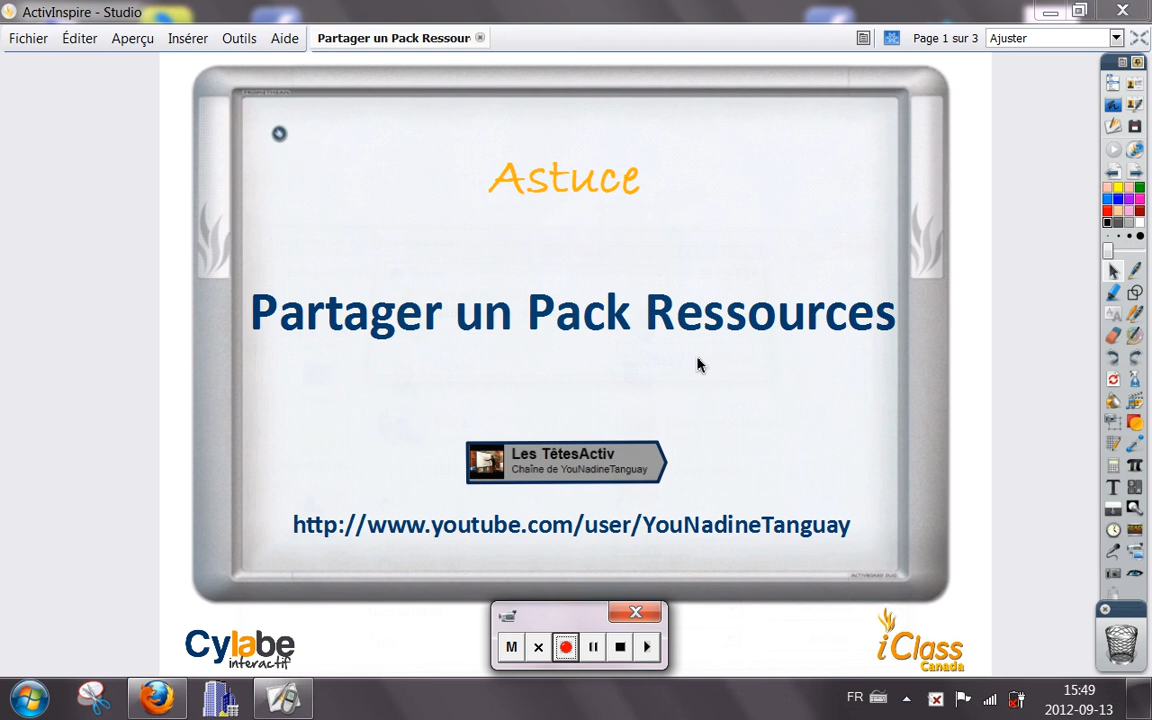 ActivInspire - Studio
Fichier Éditer Aperçu Insérer Outils Aide
Partager un Pack Ressour
Page 1 sur 3
Ajuster
Astuce
Partager un Pack Ressources
Les TêtesActiv
Chaîne de YouNadineTanguay
http://www.youtube.com/user/YouNadineTanguay
M
Cylabe
interactif
iClass
Canada
FR
15:49
2012-09-13